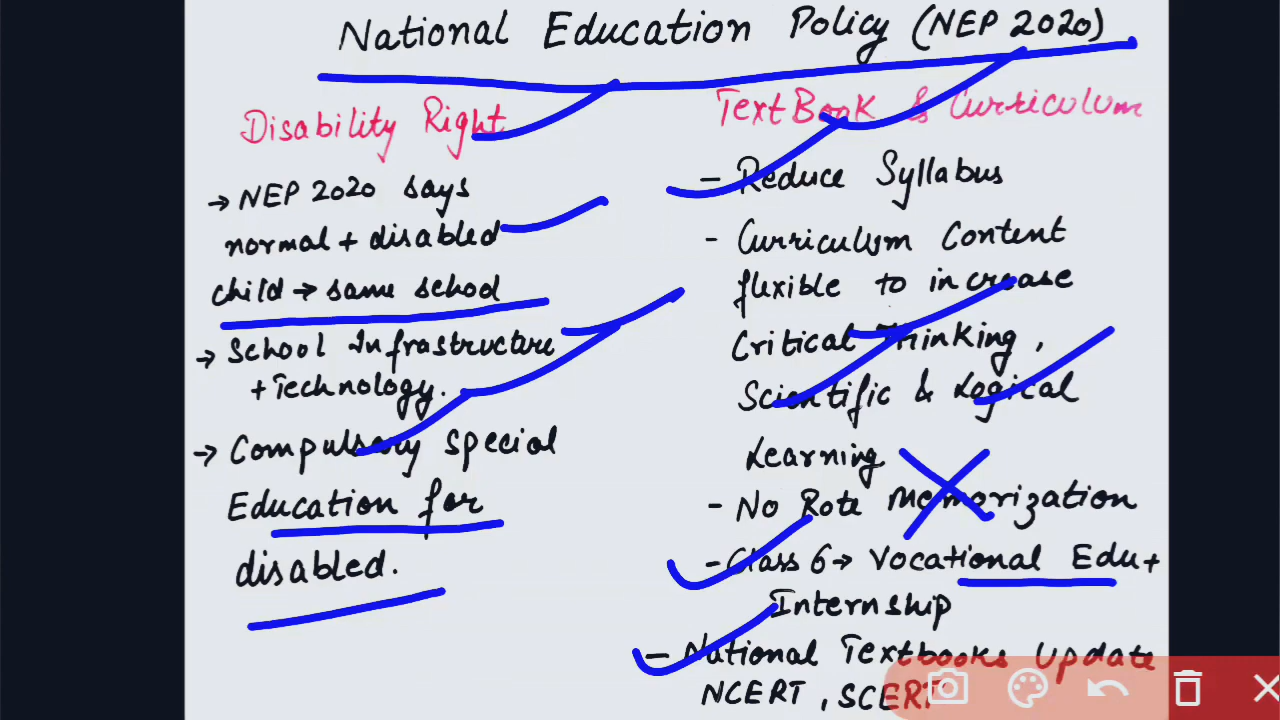 National Education Policy (NEP 2020)
Disability Right
→ NEP 2020 says
normal + disabled
child → same school
→ School Infrastructure
+ Technology.
→ Compulsary special
Education for
disabled.
TextBook & Curriculum
- Reduce Syllabus
- Curriculum Content
flexible to increase
Critical Thinking,
Scientific & Logical
Learning
- No Rote Memorization
- Class 6 → Vocational Edu +
Internship
- National Textbooks Update
NCERT, SCERT